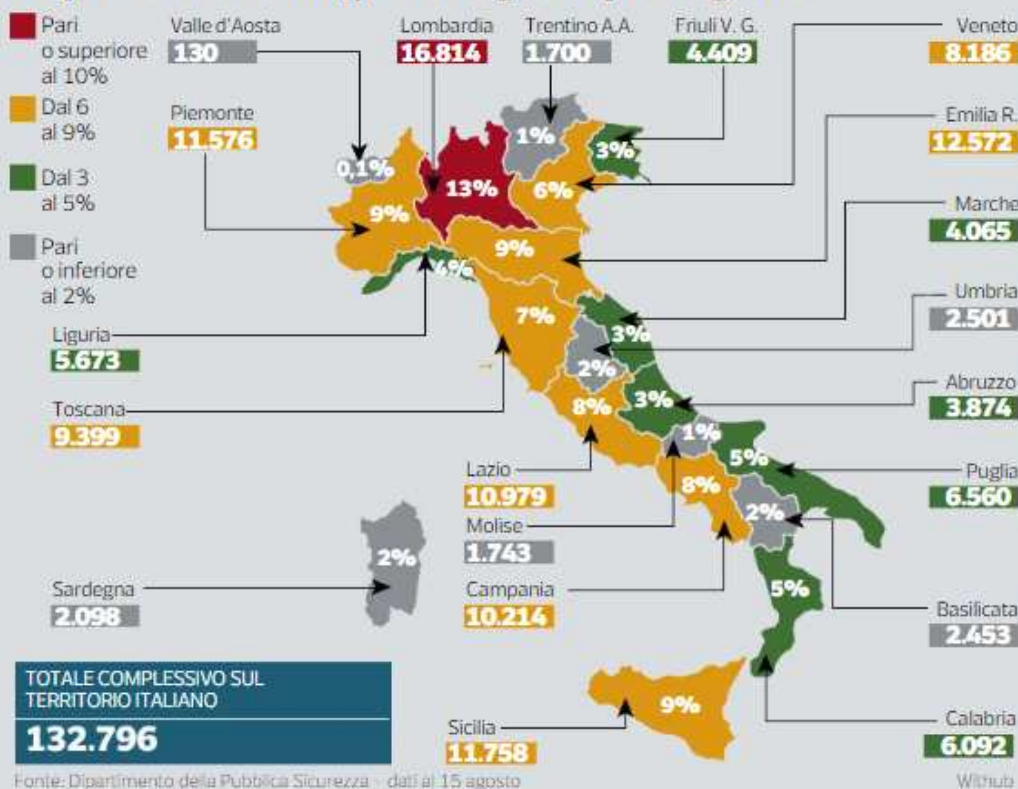 Pari
o superiore
al 10%
Dal 6
al 9%
Dal 3
al 5%
Pari
o inferiore
al 2%
Valle d'Aosta
130
Lombardia
16.814
Trentino A.A.
1.700
Friuli V. G.
4.409
Veneto
8.186
Piemonte
11.576
Emilia R.
12.572
Marche
4.065
Umbria
2.501
Liguria
5.673
Abruzzo
3.874
Toscana
9.399
Lazio
10.979
Puglia
6.560
Molise
1.743
Sardegna
2.098
Campania
10.214
Basilicata
2.453
Sicilia
11.758
Calabria
6.092
0,1%
13%
1%
3%
6%
9%
9%
4%
7%
3%
2%
8%
3%
1%
5%
8%
2%
2%
5%
9%
TOTALE COMPLESSIVO SUL
TERRITORIO ITALIANO
132.796
Fonte: Dipartimento della Pubblica Sicurezza - dati al 15 agosto
Withub